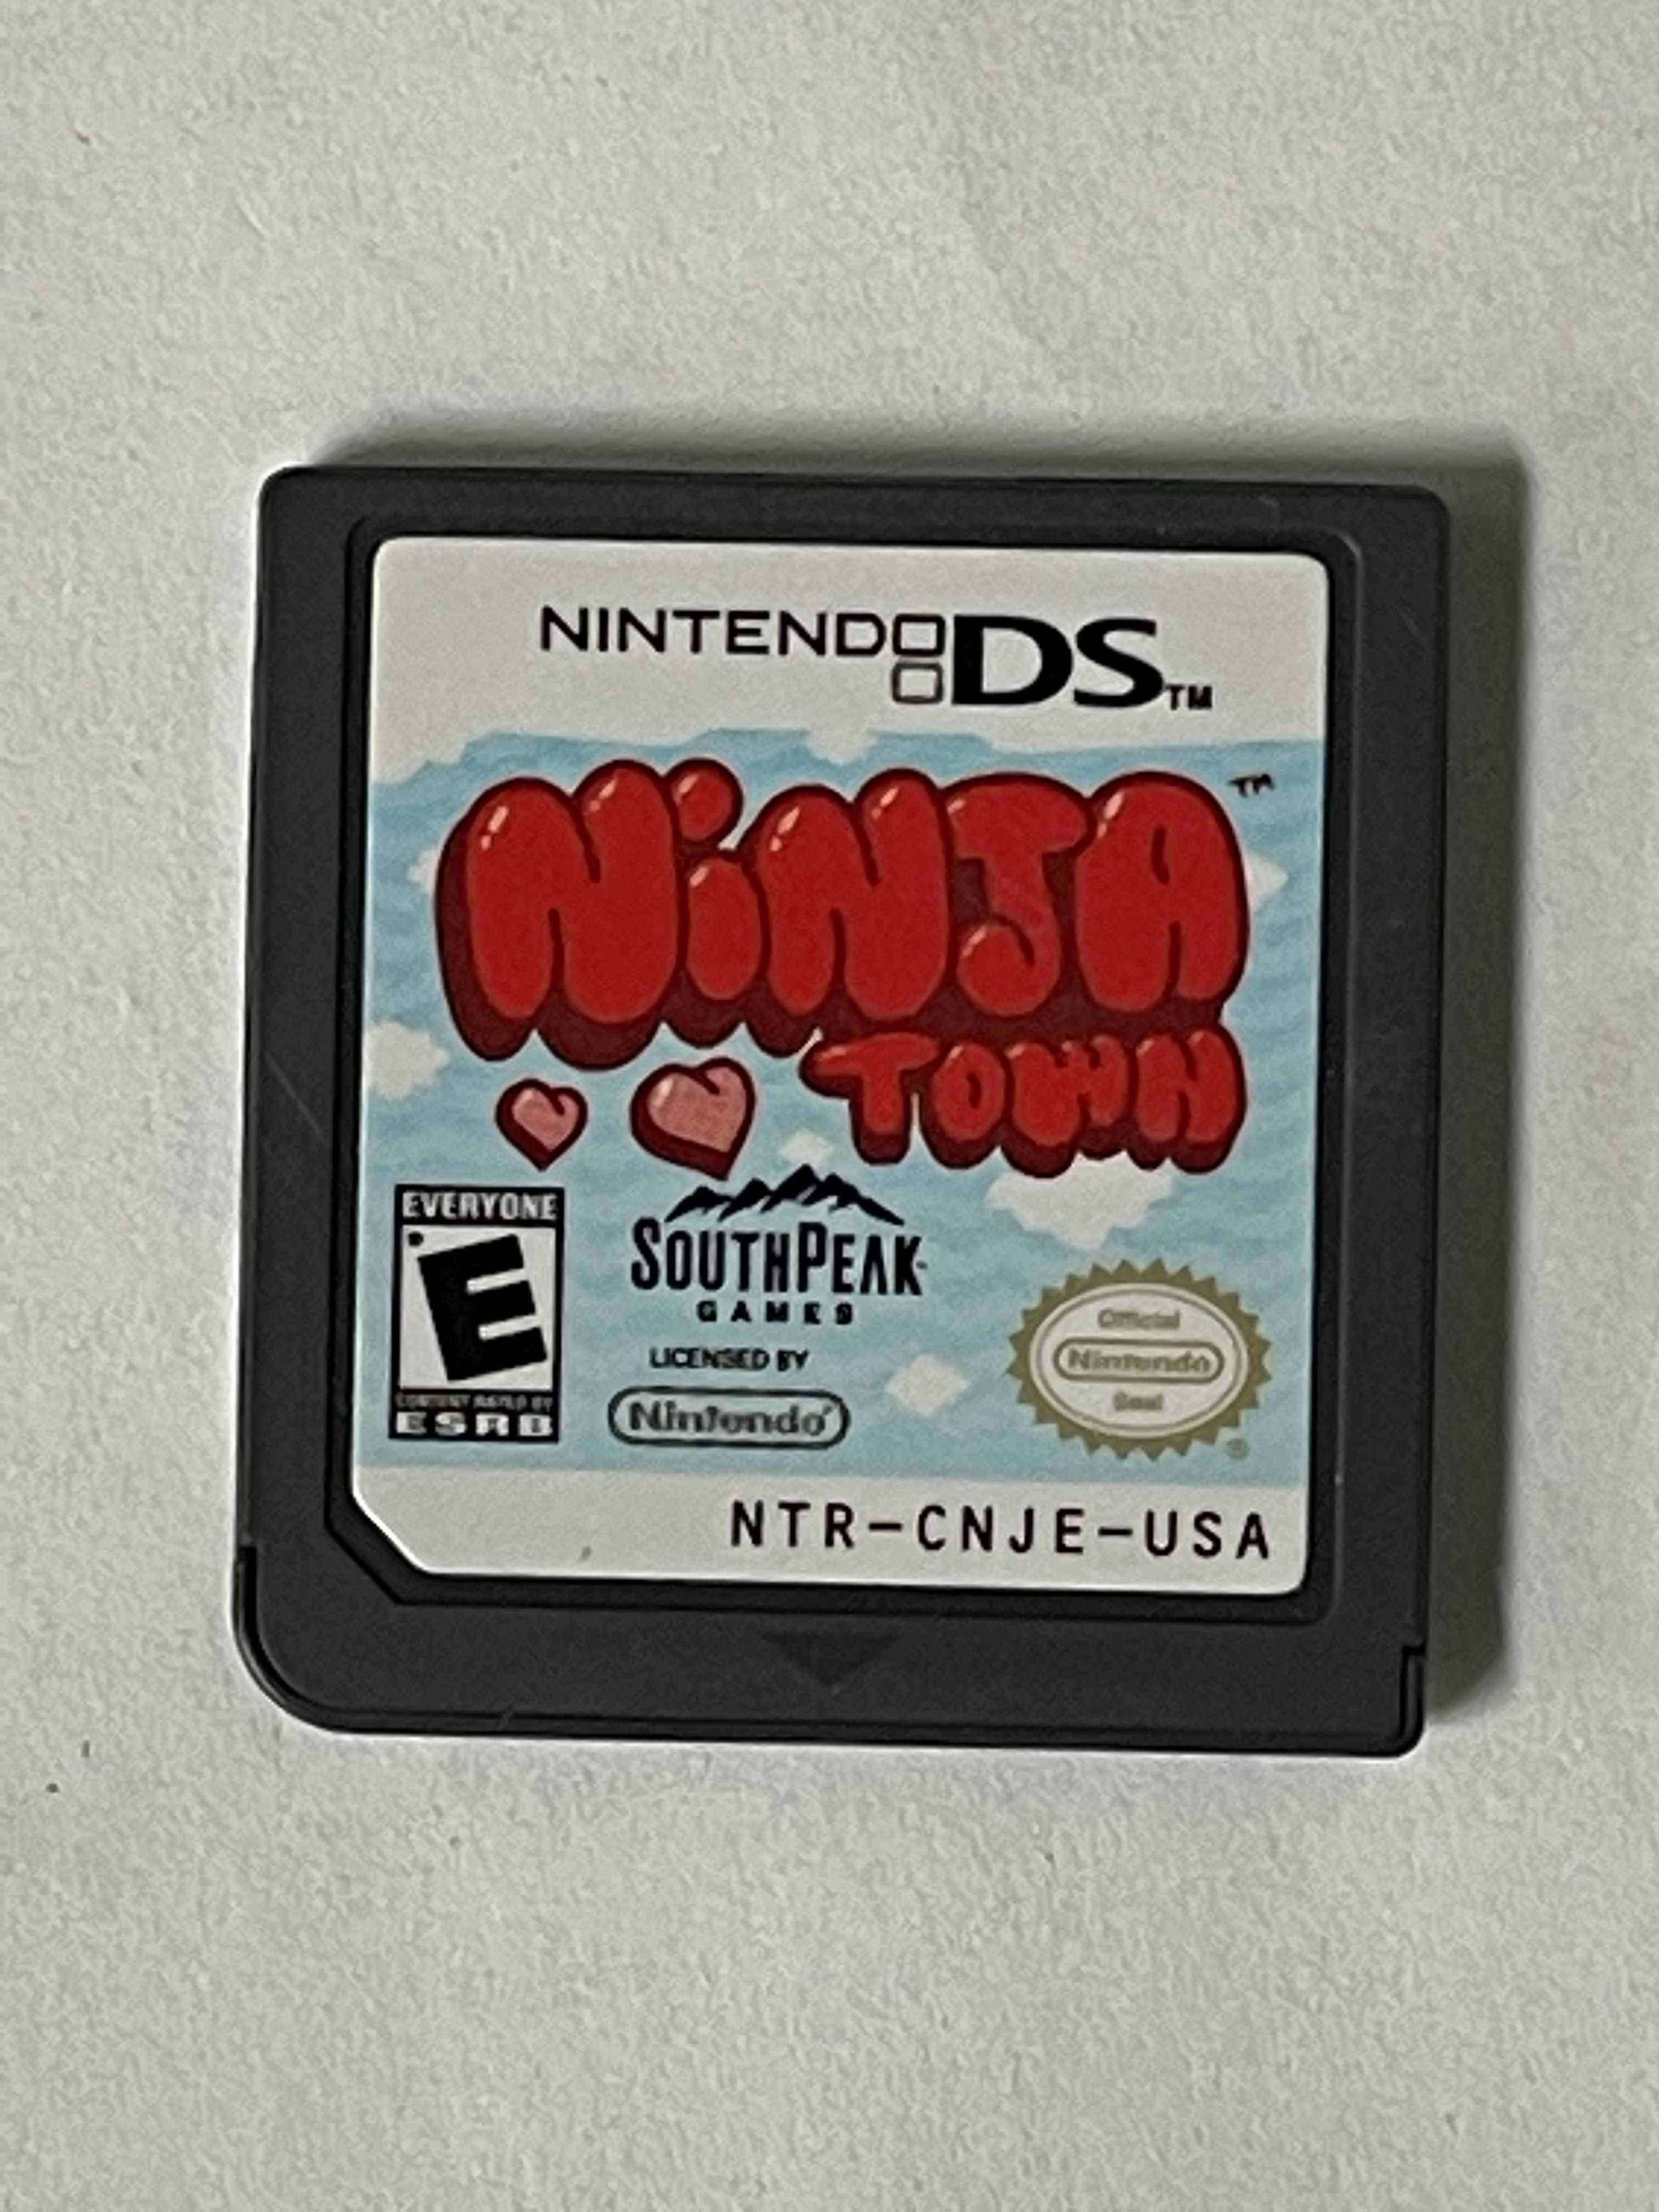 NINTENDO DS™
NiNJA™
TOWN
EVERYONE
E
CONTENT RATED BY
ESRB
SOUTHPEAK
GAMES
LICENSED BY
Nintendo®
Official
Nintendo
Seal
®
NTR-CNJE-USA